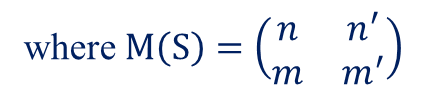 where M(S) = (n n′
m m′)